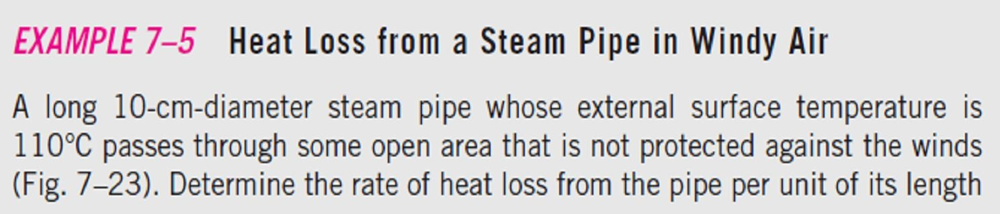 EXAMPLE 7–5 Heat Loss from a Steam Pipe in Windy Air
A long 10-cm-diameter steam pipe whose external surface temperature is
110°C passes through some open area that is not protected against the winds
(Fig. 7–23). Determine the rate of heat loss from the pipe per unit of its length